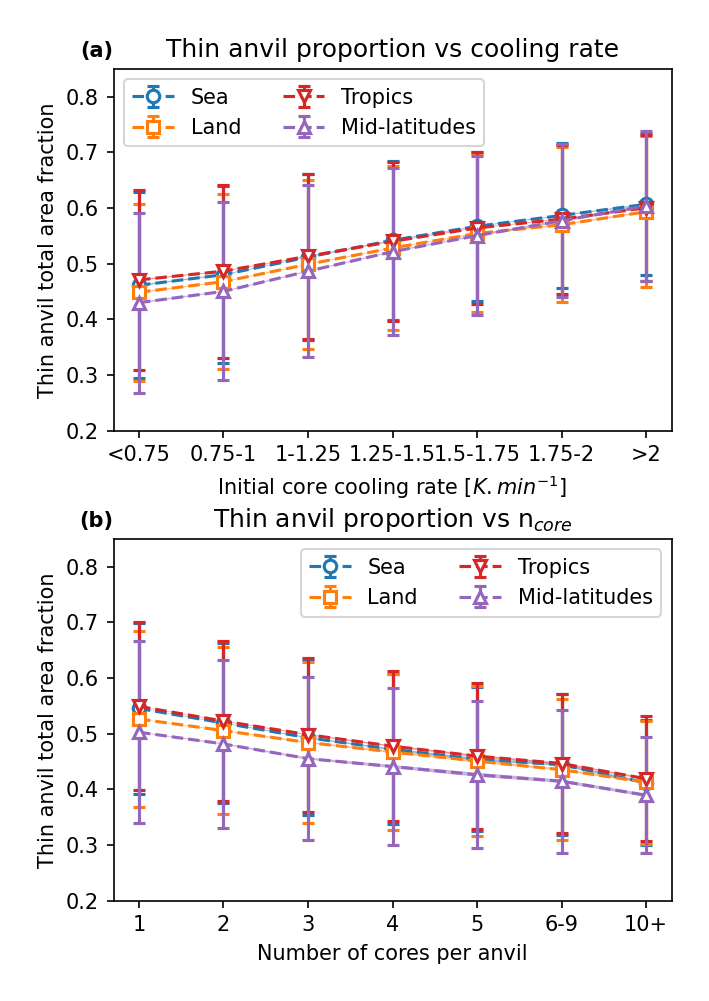 (a) Thin anvil proportion vs cooling rate
Thin anvil total area fraction
0.8
0.7
0.6
0.5
0.4
0.3
0.2
Sea Tropics
Land Mid-latitudes
<0.75 0.75-1 1-1.25 1.25-1.5 1.5-1.75 1.75-2 >2
Initial core cooling rate [K.min⁻¹]
(b) Thin anvil proportion vs n_core
Thin anvil total area fraction
0.8
0.7
0.6
0.5
0.4
0.3
0.2
Sea Tropics
Land Mid-latitudes
1 2 3 4 5 6-9 10+
Number of cores per anvil